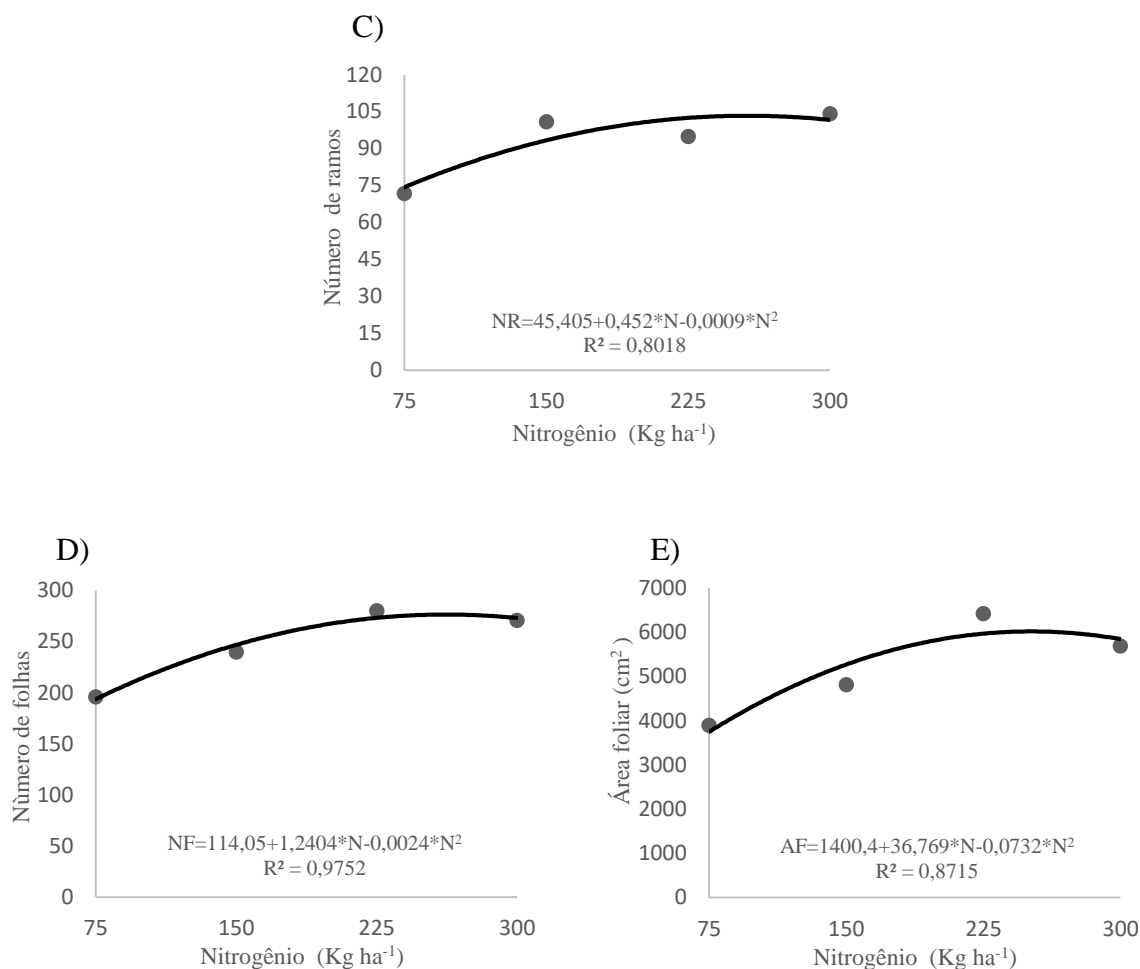 C)
120
105
90
75
60
45
30
15
0
Número de ramos
NR=45,405+0,452*N-0,0009*N²
R² = 0,8018
75 150 225 300
Nitrogênio (Kg ha⁻¹)
D)
300
250
200
150
100
50
0
Nùmero de folhas
NF=114,05+1,2404*N-0,0024*N²
R² = 0,9752
75 150 225 300
Nitrogênio (Kg ha⁻¹)
E)
7000
6000
5000
4000
3000
2000
1000
0
Área foliar (cm²)
AF=1400,4+36,769*N-0,0732*N²
R² = 0,8715
75 150 225 300
Nitrogênio (Kg ha⁻¹)